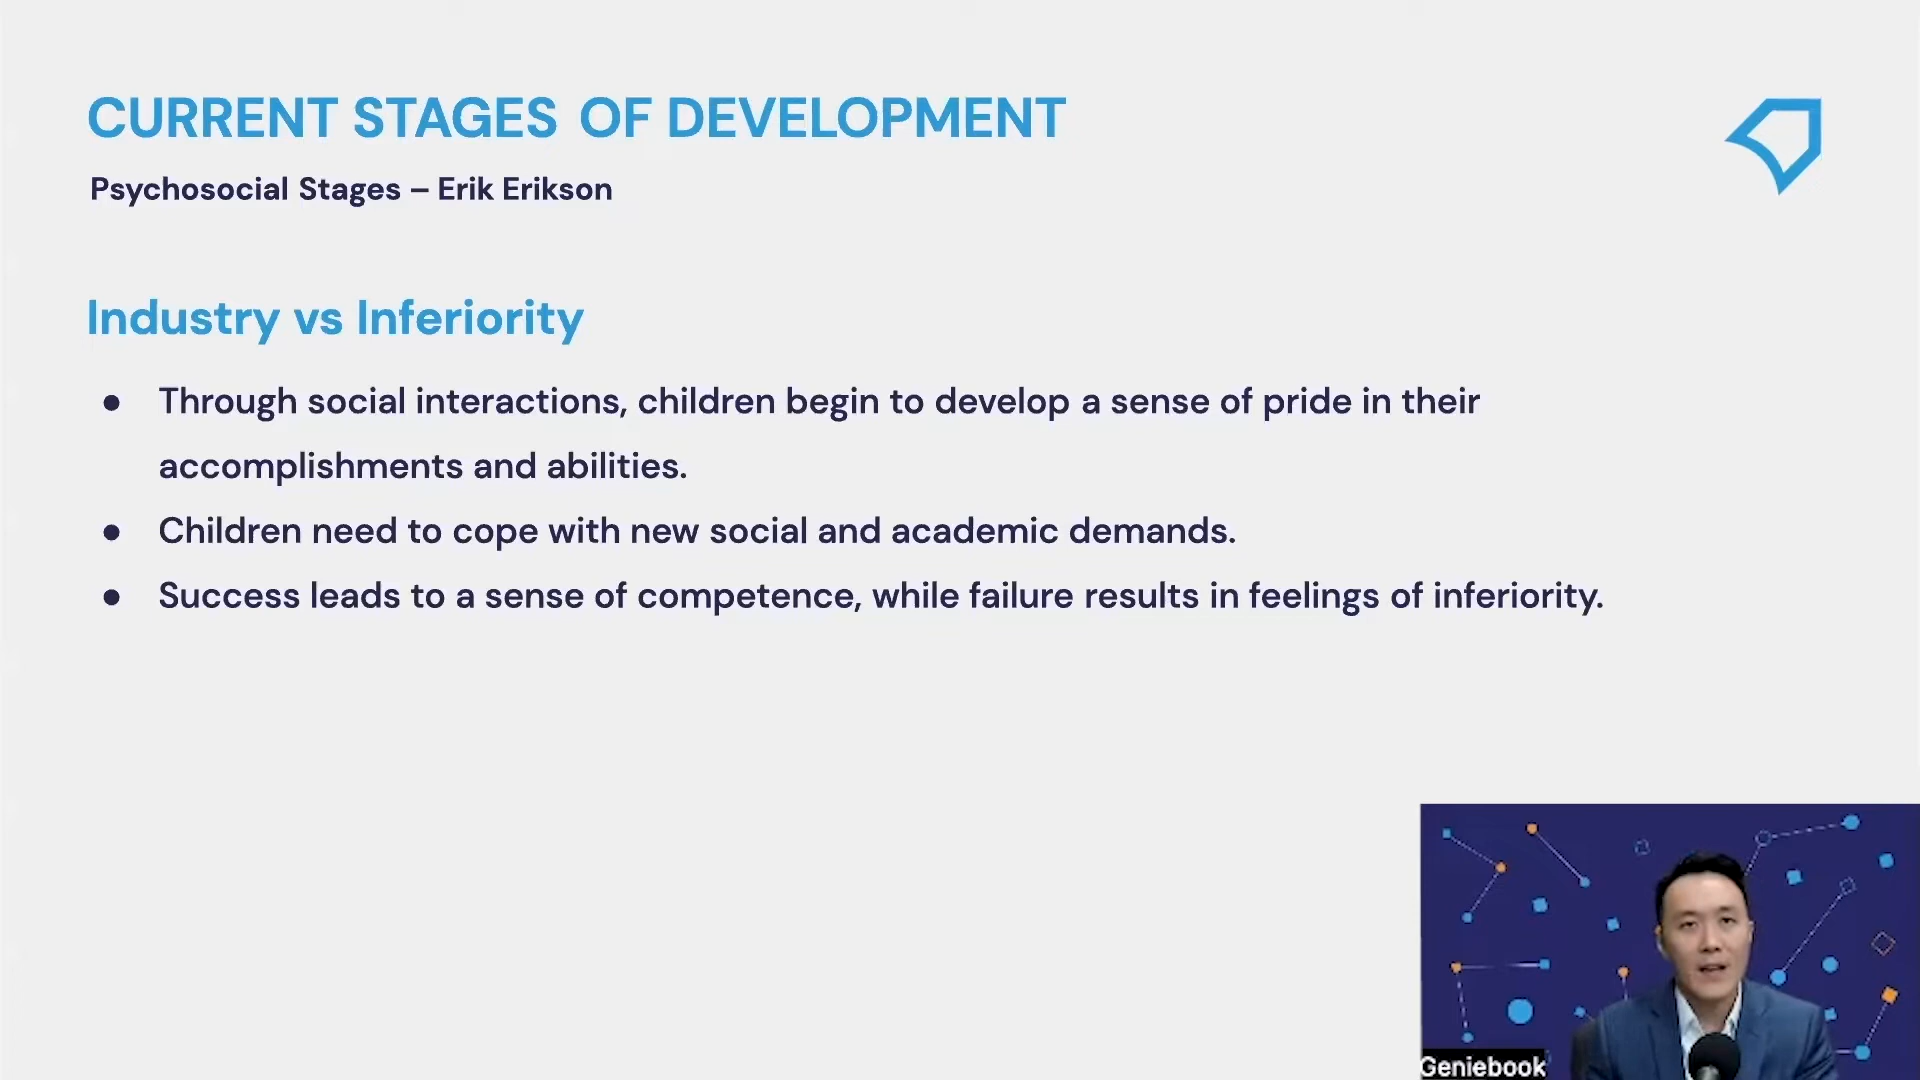 CURRENT STAGES OF DEVELOPMENT
Psychosocial Stages – Erik Erikson
Industry vs Inferiority
● Through social interactions, children begin to develop a sense of pride in their
accomplishments and abilities.
● Children need to cope with new social and academic demands.
● Success leads to a sense of competence, while failure results in feelings of inferiority.
Geniebook